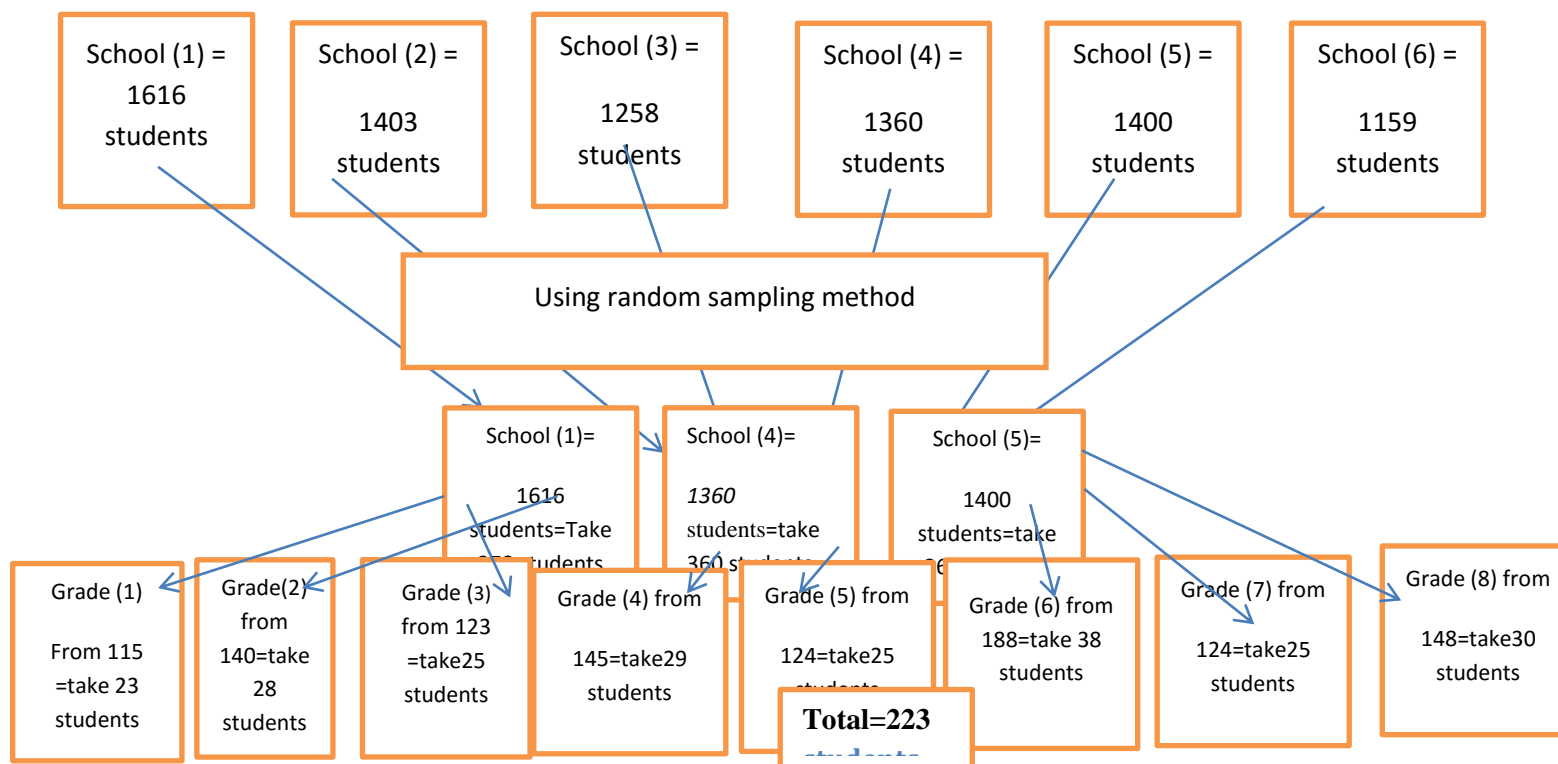 School (1) =
1616
students
School (2) =
1403
students
School (3) =
1258
students
School (4) =
1360
students
School (5) =
1400
students
School (6) =
1159
students
Using random sampling method
School (1)=
1616
students=Take
students
School (4)=
1360
students=take
360 students
School (5)=
1400
students=take
Grade (1)
From 115
=take 23
students
Grade(2)
from
140=take
28
students
Grade (3)
from 123
=take25
students
Grade (4) from
145=take29
students
Grade (5) from
124=take25
students
Grade (6) from
188=take 38
students
Grade (7) from
124=take25
students
Grade (8) from
148=take30
students
Total=223
students